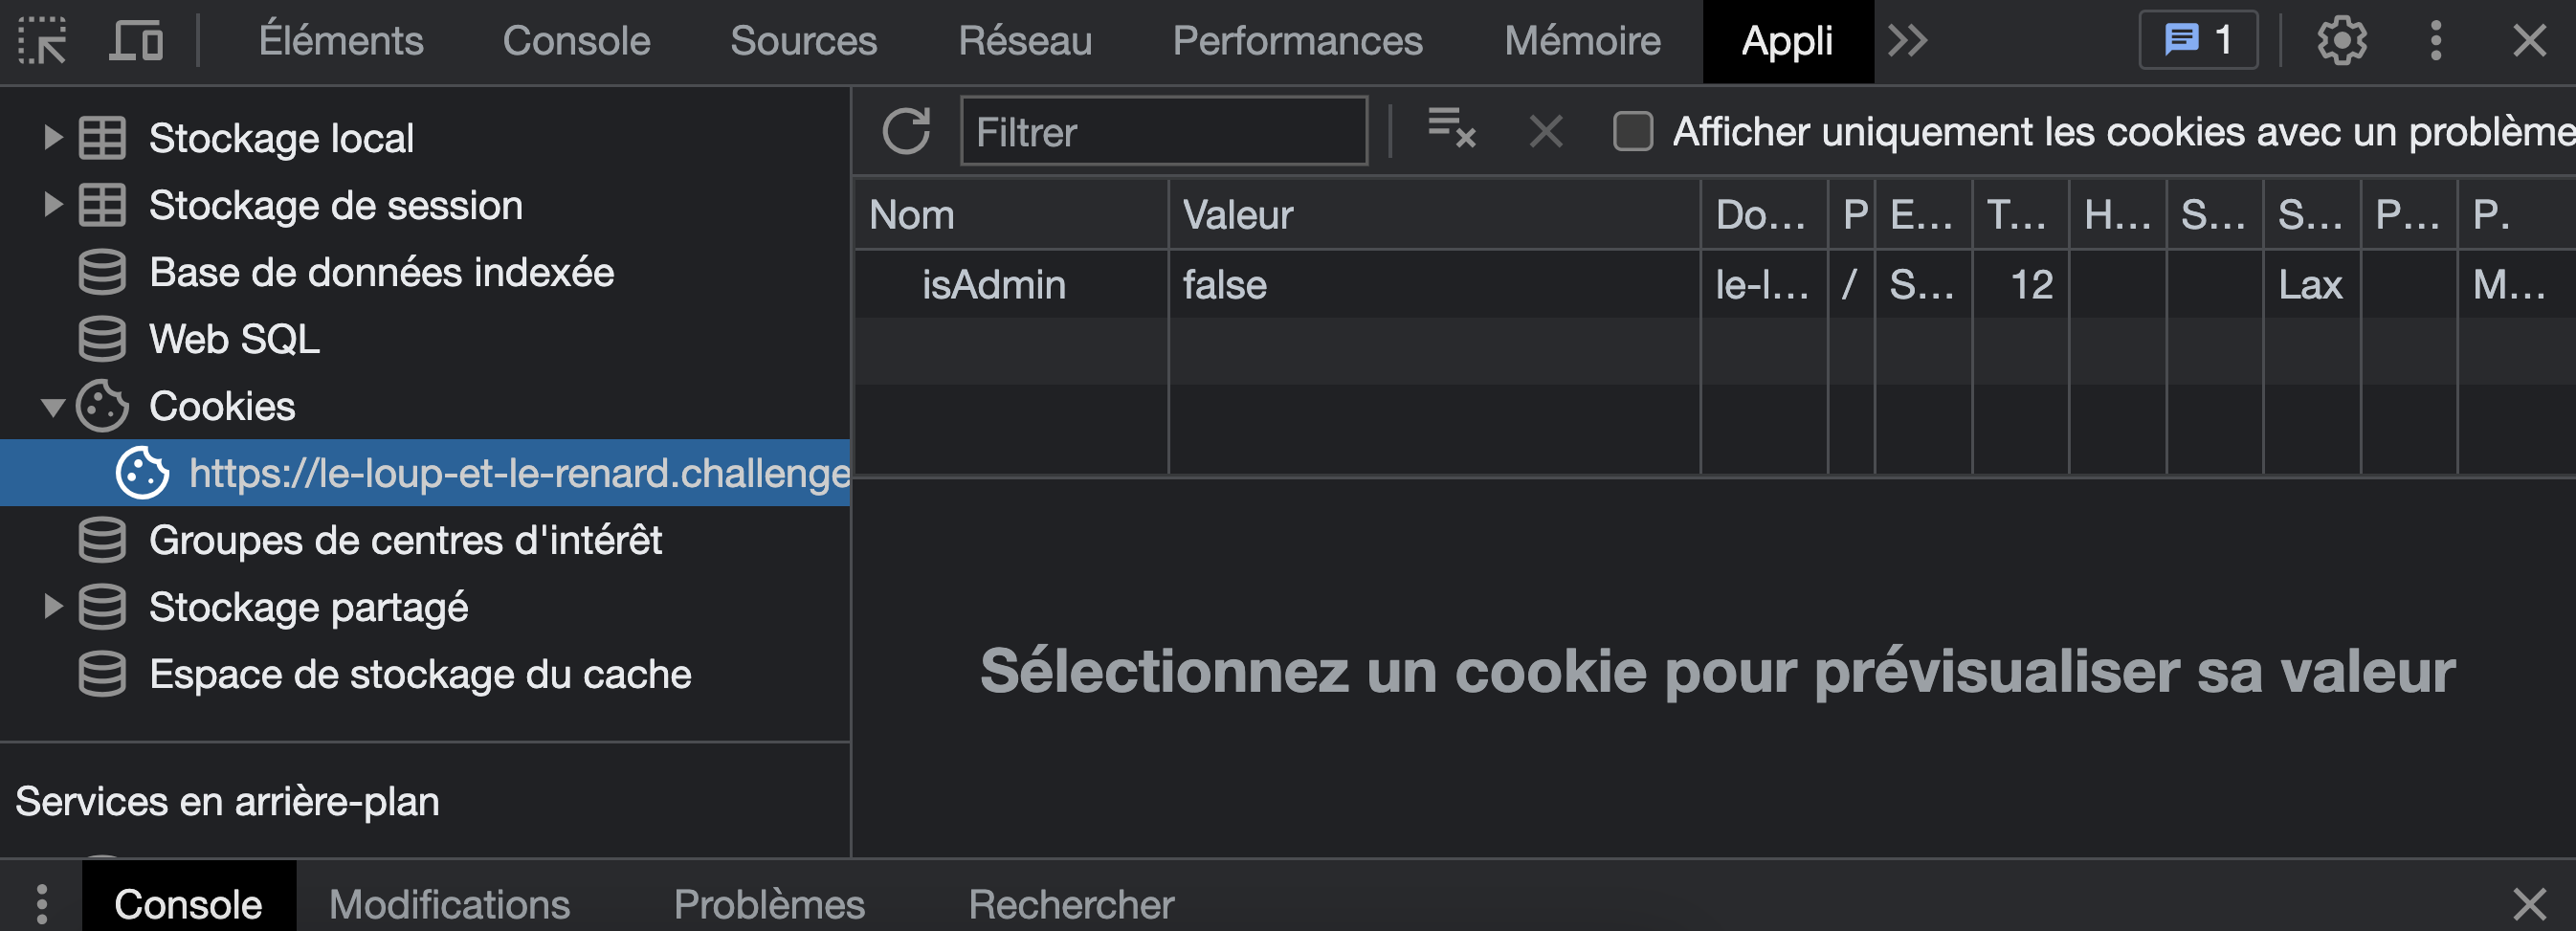 Éléments Console Sources Réseau Performances Mémoire Appli 1
Stockage local
Stockage de session
Base de données indexée
Web SQL
Cookies
https://le-loup-et-le-renard.challenge
Groupes de centres d'intérêt
Stockage partagé
Espace de stockage du cache
Services en arrière-plan
Filtrer Afficher uniquement les cookies avec un problème
Nom Valeur Do... P E... T... H... S... S... P... P.
isAdmin false le-l... / S... 12 Lax M...
Sélectionnez un cookie pour prévisualiser sa valeur
Console Modifications Problèmes Rechercher